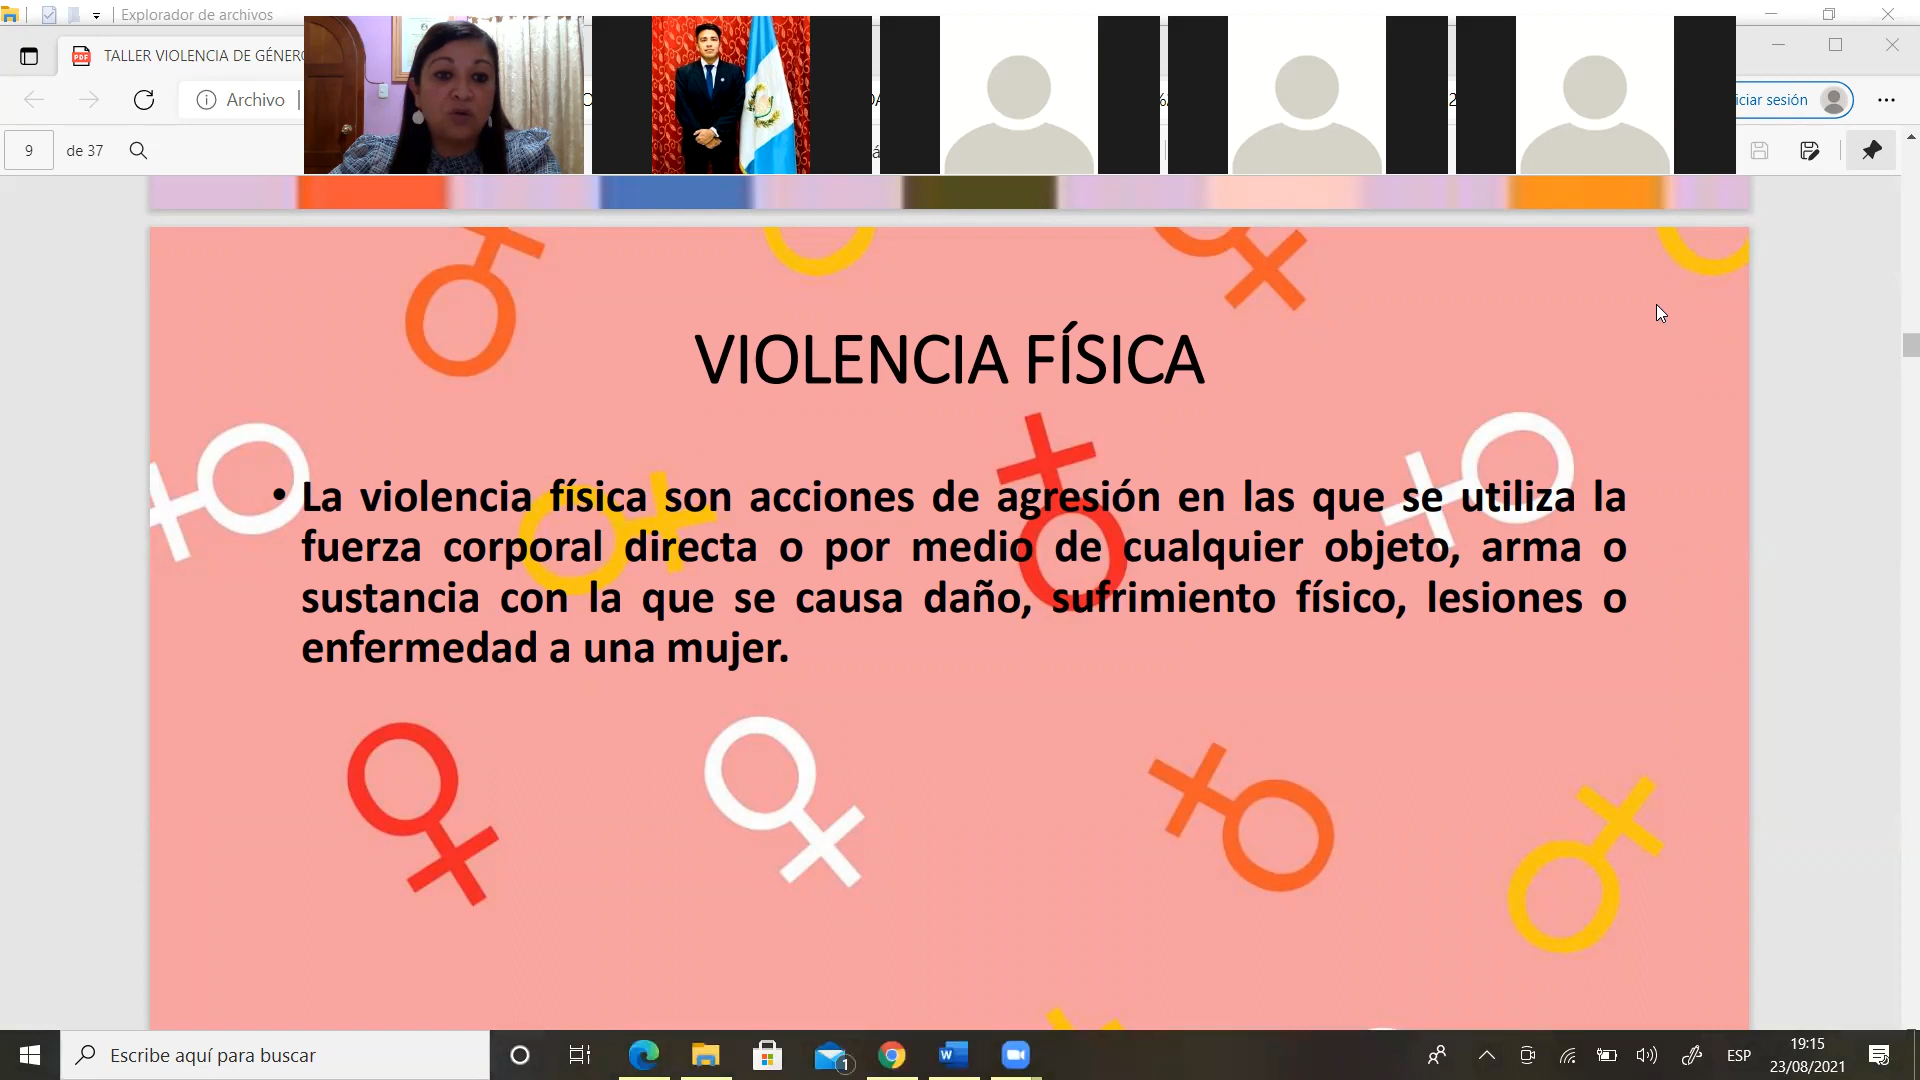 Explorador de archivos
TALLER VIOLENCIA DE GÉNERO
Archivo
iciar sesión
9 de 37
VIOLENCIA FÍSICA
• La violencia física son acciones de agresión en las que se utiliza la
fuerza corporal directa o por medio de cualquier objeto, arma o
sustancia con la que se causa daño, sufrimiento físico, lesiones o
enfermedad a una mujer.
Escribe aquí para buscar
1
ESP
19:15
23/08/2021